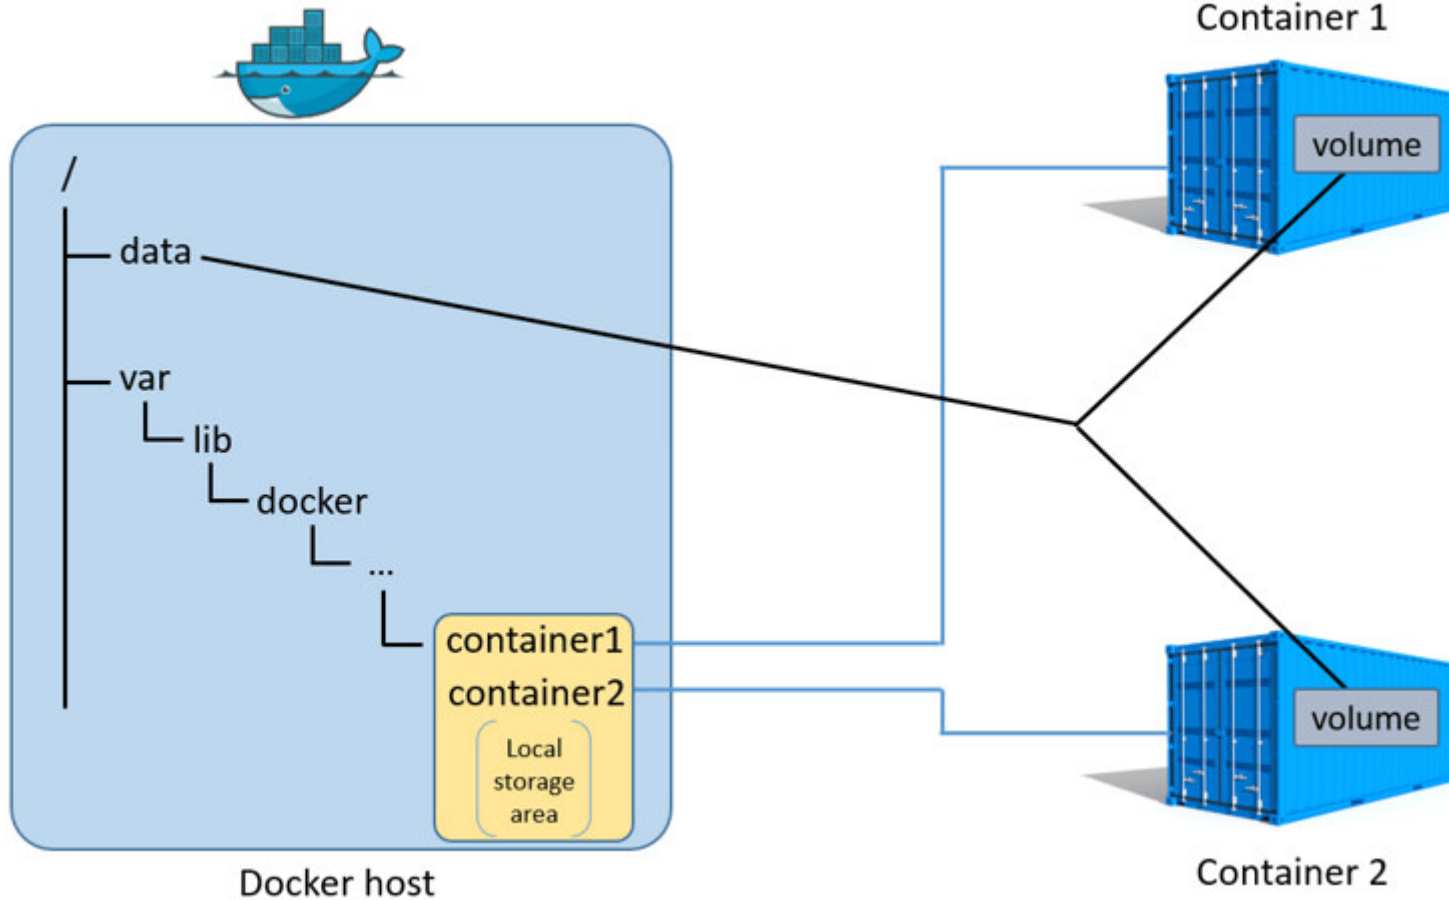 Container 1
volume
/
data
var
lib
docker
...
container1
container2
Local
storage
area
volume
Docker host
Container 2